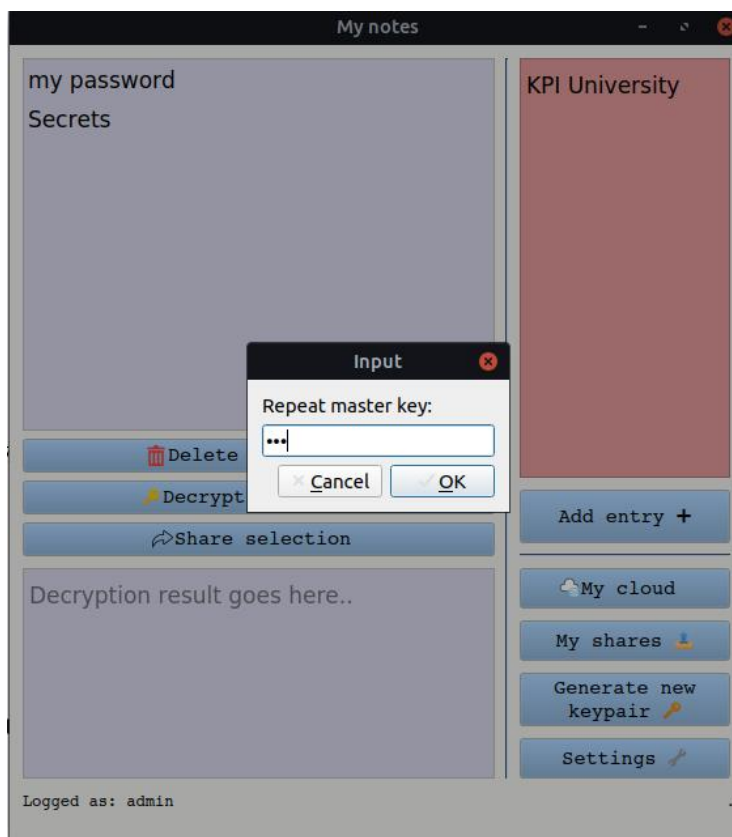 My notes
my password
Secrets
KPI University
Input
Repeat master key:
•••
Cancel
OK
Delete
Decrypt
Share selection
Add entry +
Decryption result goes here..
My cloud
My shares
Generate new
keypair
Settings
Logged as: admin